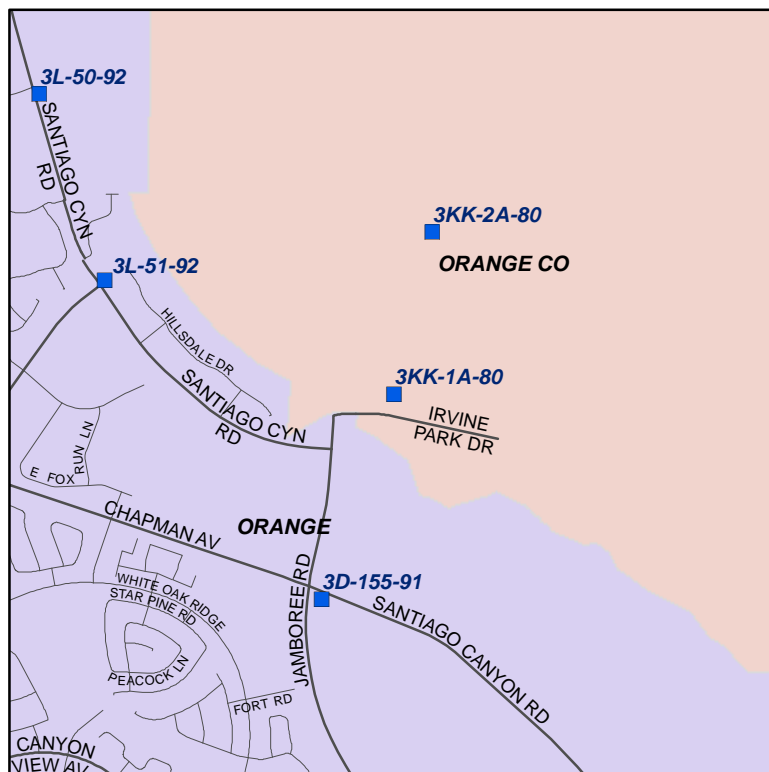 3L-50-92
SANTIAGO CYN
RD
3KK-2A-80
ORANGE CO
3L-51-92
HILLSDALE DR
3KK-1A-80
SANTIAGO CYN
RD
IRVINE
PARK DR
RUN LN
E FOX
CHAPMAN AV
ORANGE
JAMBOREE RD
3D-155-91
SANTIAGO CANYON RD
WHITE OAK RIDGE
STAR PINE RD
PEACOCK LN
FORT RD
CANYON
VIEW AV